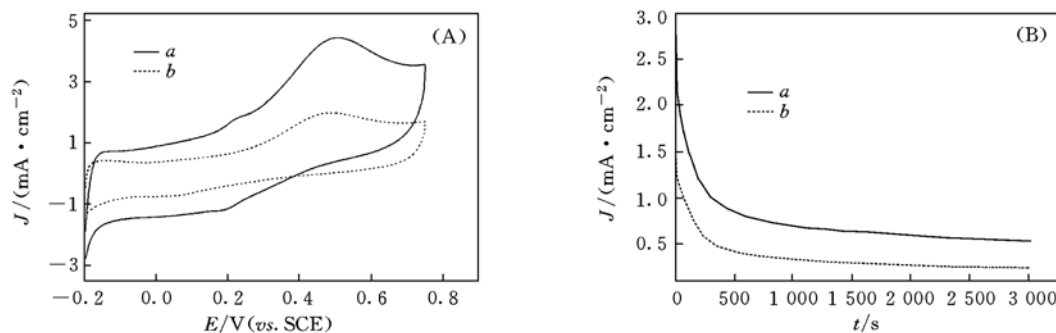 5
3
1
−1
−3
−0.2
0.0
0.2
0.4
0.6
0.8
J/(mA•cm−2)
E/V(vs. SCE)
(A)
a
b
3.0
2.5
2.0
1.5
1.0
0.5
0
500
1 000
1 500
2 000
2 500
3 000
J/(mA•cm−2)
t/s
(B)
a
b